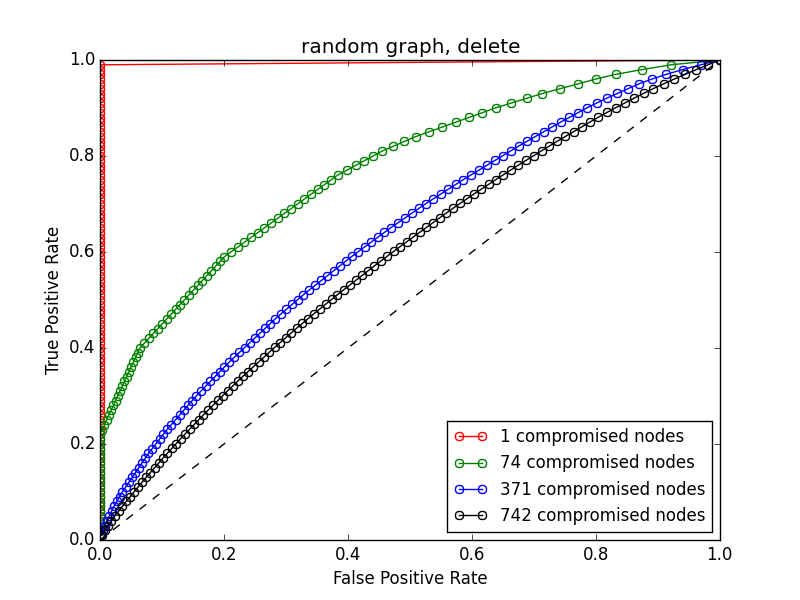 random graph, delete
1.0
0.8
0.6
0.4
0.2
0.0
True Positive Rate
0.0 0.2 0.4 0.6 0.8 1.0
False Positive Rate
1 compromised nodes
74 compromised nodes
371 compromised nodes
742 compromised nodes